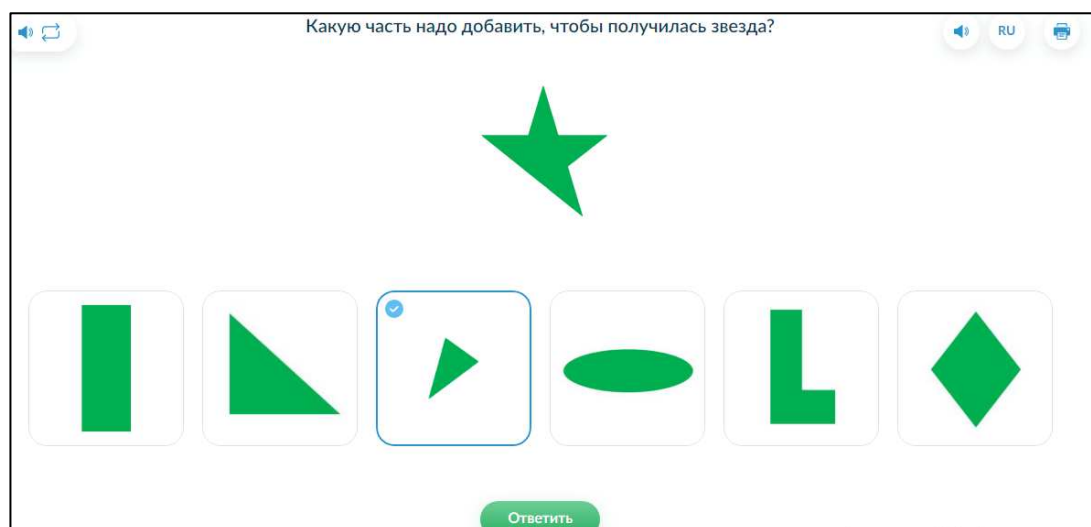 Какую часть надо добавить, чтобы получилась звезда?
RU
Ответить